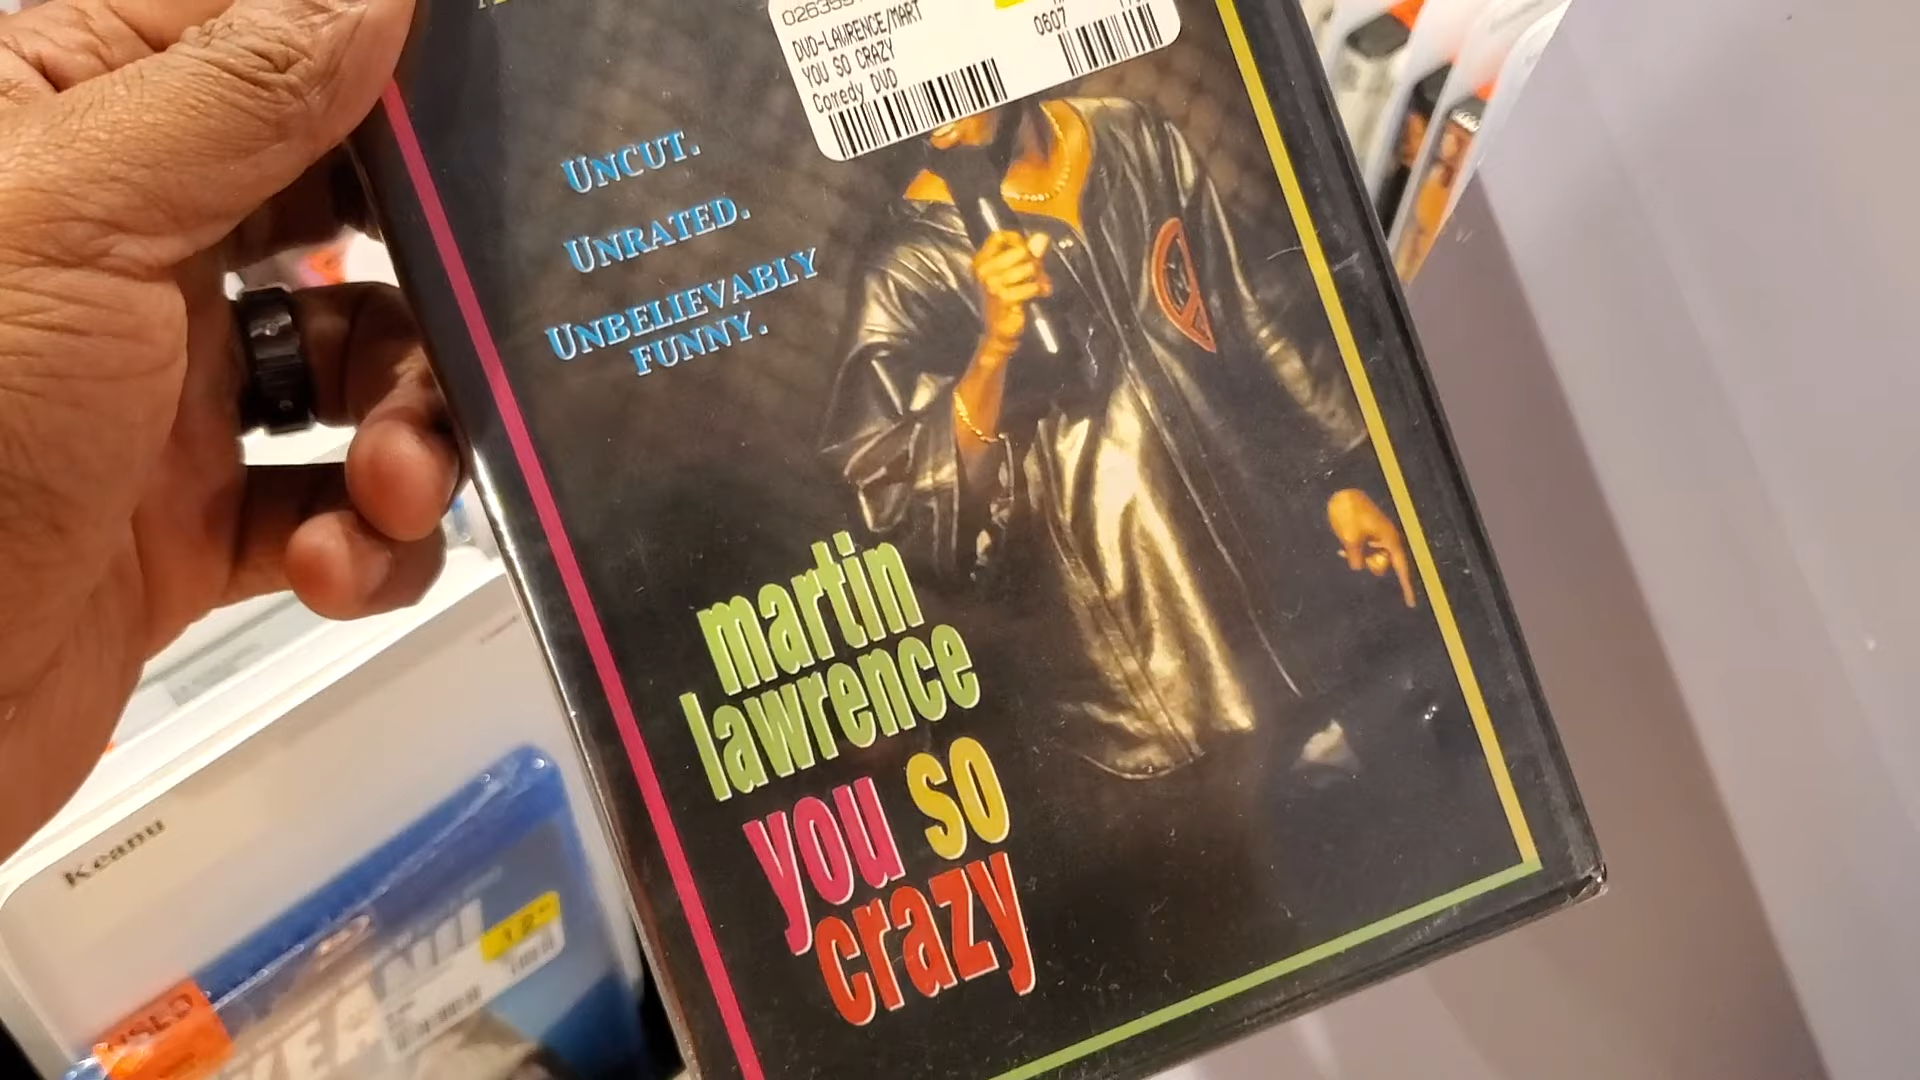 DVD-LAWRENCE/MART
0607
YOU SO CRAZY
Comedy DVD
UNCUT.
UNRATED.
UNBELIEVABLY
FUNNY.
martin
lawrence
you so
crazy
Keanu